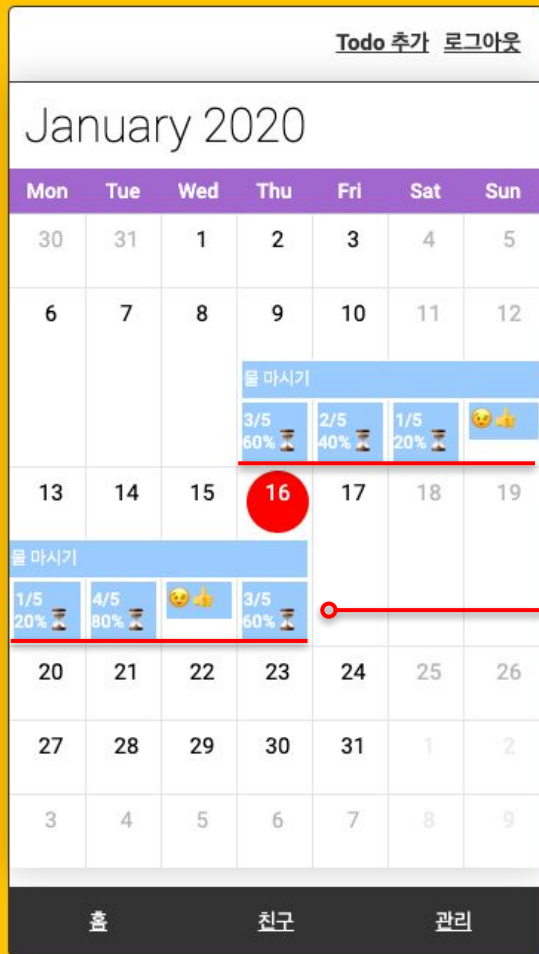 Todo 추가 로그아웃
January 2020
Mon Tue Wed Thu Fri Sat Sun
30 31 1 2 3 4 5
6 7 8 9 10 11 12
물 마시기
3/5 2/5 1/5 😉👍
60% ⏳ 40% ⏳ 20% ⏳
13 14 15 16 17 18 19
물 마시기
1/5 4/5 😉👍 3/5
20% ⏳ 80% ⏳ 60% ⏳
20 21 22 23 24 25 26
27 28 29 30 31 1 2
3 4 5 6 7 8 9
홈 친구 관리